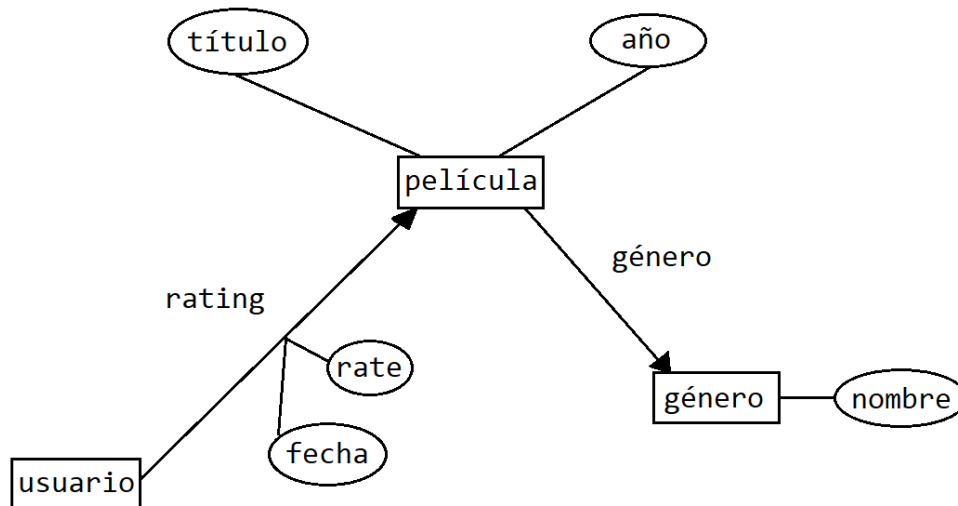 título
año
película
género
rating
rate
género
nombre
fecha
usuario